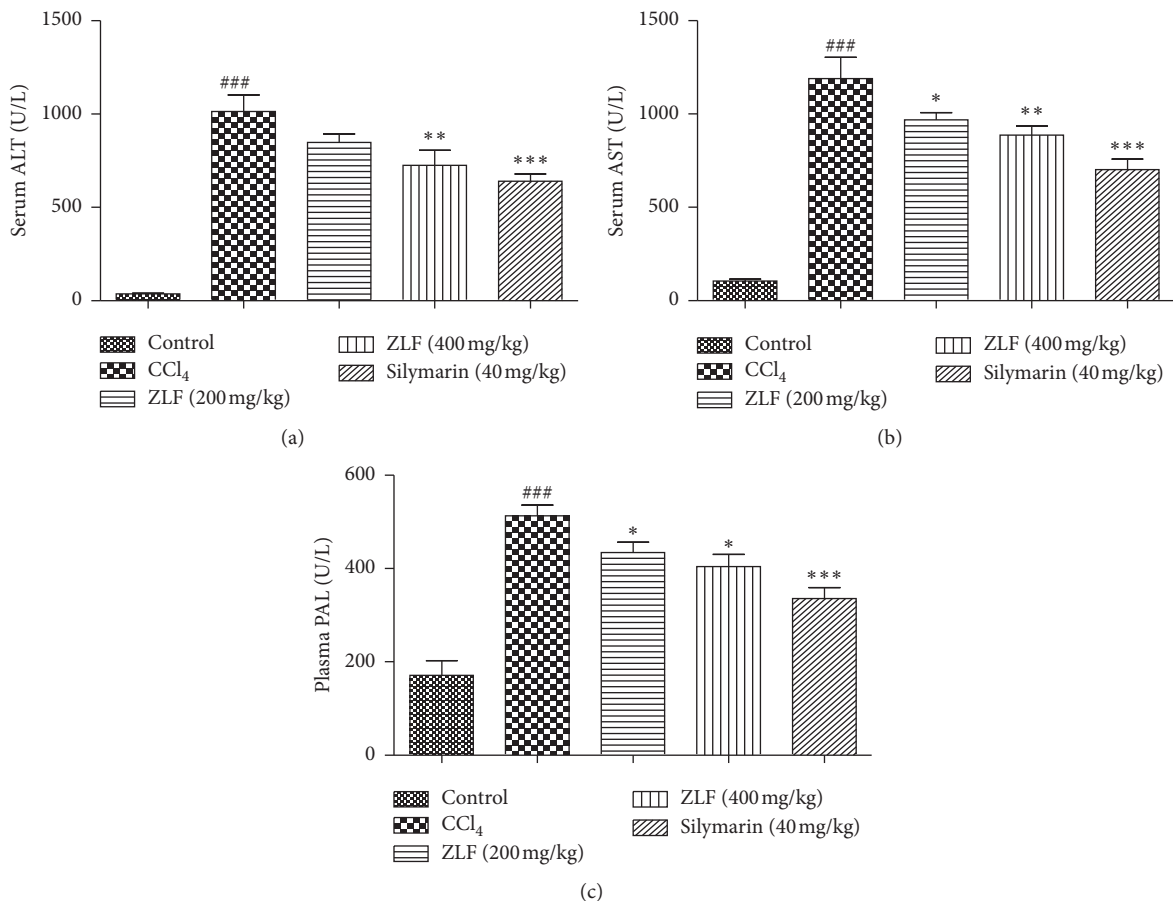 1500
1000
500
0
Serum ALT (U/L)
###
**
***
Control
CCl4
ZLF (200 mg/kg)
ZLF (400 mg/kg)
Silymarin (40 mg/kg)
(a)
1500
1000
500
0
Serum AST (U/L)
###
*
**
***
Control
CCl4
ZLF (200 mg/kg)
ZLF (400 mg/kg)
Silymarin (40 mg/kg)
(b)
600
400
200
0
Plasma PAL (U/L)
###
*
*
***
Control
CCl4
ZLF (200 mg/kg)
ZLF (400 mg/kg)
Silymarin (40 mg/kg)
(c)